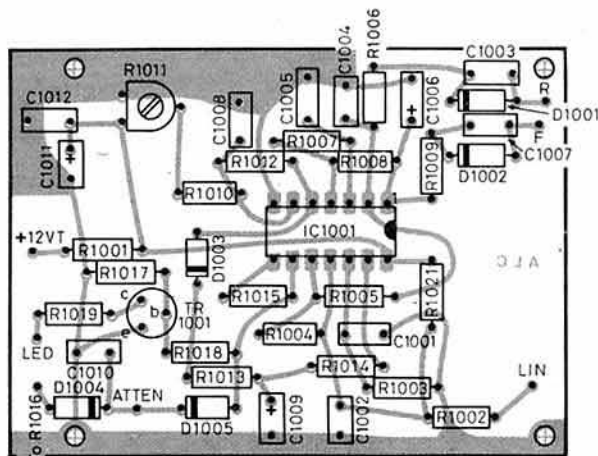 R1006
C1004
C1003
R1011
C1005
C1006
R
D1001
C1012
C1008
F
C1011
R1007
R1009
C1007
R1012
R1008
D1002
R1010
1
IC1001
+12VT
R1001
D1003
ALC
R1017
R1015
R1005
R1021
c
b
TR
1001
R1019
e
R1004
C1001
LED
C1010
R1018
R1014
D1004
R1013
R1003
LIN
ATTEN
o R1016
D1005
C1009
C1002
R1002